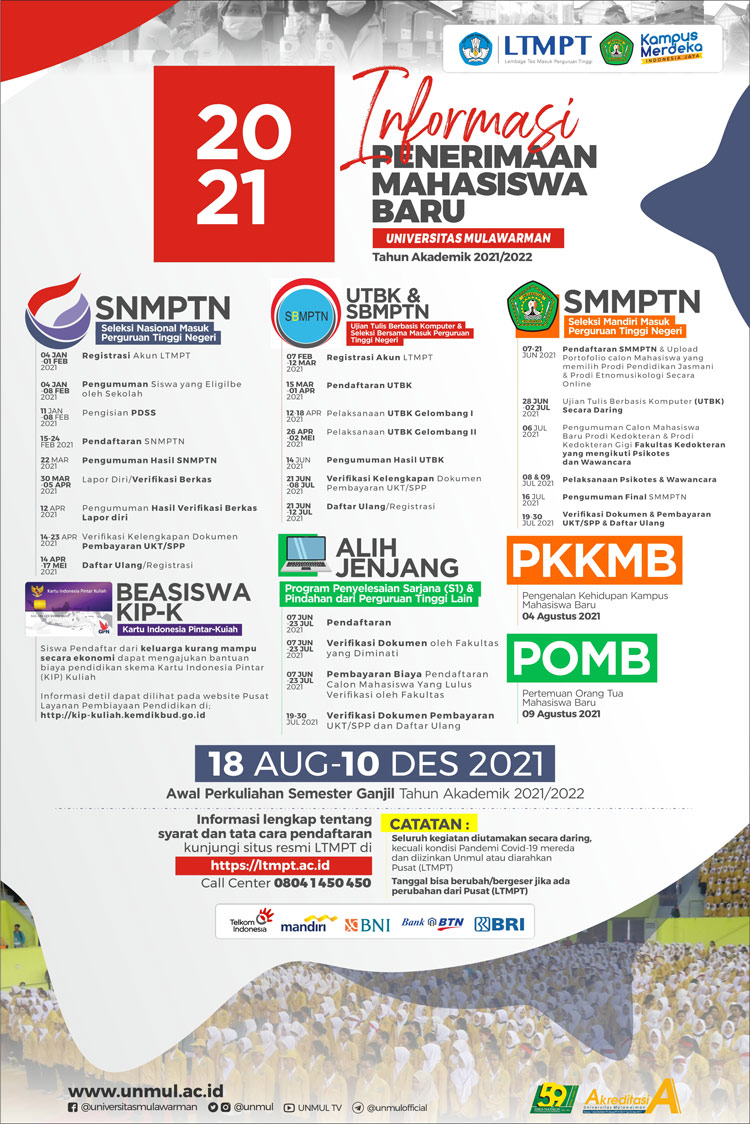 LTMPT
Lembaga Tes Masuk Perguruan Tinggi
Kampus
Merdeka
INDONESIA JAYA
20
21
Informasi
PENERIMAAN
MAHASISWA
BARU
UNIVERSITAS MULAWARMAN
Tahun Akademik 2021/2022
SNMPTN
Seleksi Nasional Masuk
Perguruan Tinggi Negeri
04 JAN
-01 FEB
2021
Registrasi Akun LTMPT
04 JAN
-08 FEB
2021
Pengumuman Siswa yang Eligilbe
oleh Sekolah
11 JAN
-08 FEB
2021
Pengisian PDSS
15-24
FEB 2021
Pendaftaran SNMPTN
22 MAR
2021
Pengumuman Hasil SNMPTN
30 MAR
-05 APR
2021
Lapor Diri/Verifikasi Berkas
12 APR
2021
Pengumuman Hasil Verifikasi Berkas
Lapor diri
14-23 APR
2021
Verifikasi Kelengkapan Dokumen
Pembayaran UKT/SPP
14 APR
-17 MEI
2021
Daftar Ulang/Registrasi
UTBK &
SBMPTN
SBMPTN
Ujian Tulis Berbasis Komputer &
Seleksi Bersama Masuk Perguruan
Tinggi Negeri
07 FEB
-12 MAR
2021
Registrasi Akun LTMPT
15 MAR
-01 APR
2021
Pendaftaran UTBK
12-18 APR
2021
Pelaksanaan UTBK Gelombang I
26 APR
-02 MEI
2021
Pelaksanaan UTBK Gelombang II
14 JUN
2021
Pengumuman Hasil UTBK
21 JUN
-08 JUL
2021
Verifikasi Kelengkapan Dokumen
Pembayaran UKT/SPP
21 JUN
-12 JUL
2021
Daftar Ulang/Registrasi
SMMPTN
Seleksi Mandiri Masuk
Perguruan Tinggi Negeri
07-21
JUN 2021
Pendaftaran SMMPTN & Upload
Portofolio calon Mahasiswa yang
memilih Prodi Pendidikan Jasmani
& Prodi Etnomusikologi Secara
Online
28 JUN
-02 JUL
2021
Ujian Tulis Berbasis Komputer (UTBK)
Secara Daring
06 JUL
2021
Pengumuman Calon Mahasiswa
Baru Prodi Kedokteran & Prodi
Kedokteran Gigi Fakultas Kedokteran
yang mengikuti Psikotes
dan Wawancara
08 & 09
JUL 2021
Pelaksanaan Psikotes & Wawancara
16 JUL
2021
Pengumuman Final SMMPTN
19-30
JUL 2021
Verifikasi Dokumen & Pembayaran
UKT/SPP & Daftar Ulang
BEASISWA
KIP-K
Kartu Indonesia Pintar Kuliah
GPN
Kartu Indonesia Pintar-Kuiah
Siswa Pendaftar dari keluarga kurang mampu
secara ekonomi dapat mengajukan bantuan
biaya pendidikan skema Kartu Indonesia Pintar
(KIP) Kuliah
Informasi detil dapat dilihat pada website Pusat
Layanan Pembiayaan Pendidikan di;
http://kip-kuliah.kemdikbud.go.id
ALIH
JENJANG
Program Penyelesaian Sarjana (S1) &
Pindahan dari Perguruan Tinggi Lain
07 JUN
-23 JUL
2021
Pendaftaran
07 JUN
-23 JUL
2021
Verifikasi Dokumen oleh Fakultas
yang Diminati
07 JUN
-23 JUL
2021
Pembayaran Biaya Pendaftaran
Calon Mahasiswa Yang Lulus
Verifikasi oleh Fakultas
19-30
JUL 2021
Verifikasi Dokumen Pembayaran
UKT/SPP dan Daftar Ulang
PKKMB
Pengenalan Kehidupan Kampus
Mahasiswa Baru
04 Agustus 2021
POMB
Pertemuan Orang Tua
Mahasiswa Baru
09 Agustus 2021
18 AUG-10 DES 2021
Awal Perkuliahan Semester Ganjil Tahun Akademik 2021/2022
Informasi lengkap tentang
syarat dan tata cara pendaftaran
kunjungi situs resmi LTMPT di
https://ltmpt.ac.id
Call Center 0804 1 450 450
CATATAN :
Seluruh kegiatan diutamakan secara daring,
kecuali kondisi Pandemi Covid-19 mereda
dan diizinkan Unmul atau diarahkan
Pusat (LTMPT)
Tanggal bisa berubah/bergeser jika ada
perubahan dari Pusat (LTMPT)
Telkom
Indonesia
mandiri
BNI
Bank BTN
BRI
www.unmul.ac.id
@universitasmulawarman
@unmul
UNMUL TV
@unmulofficial
59
Akreditasi A
Universitas Mulawarman